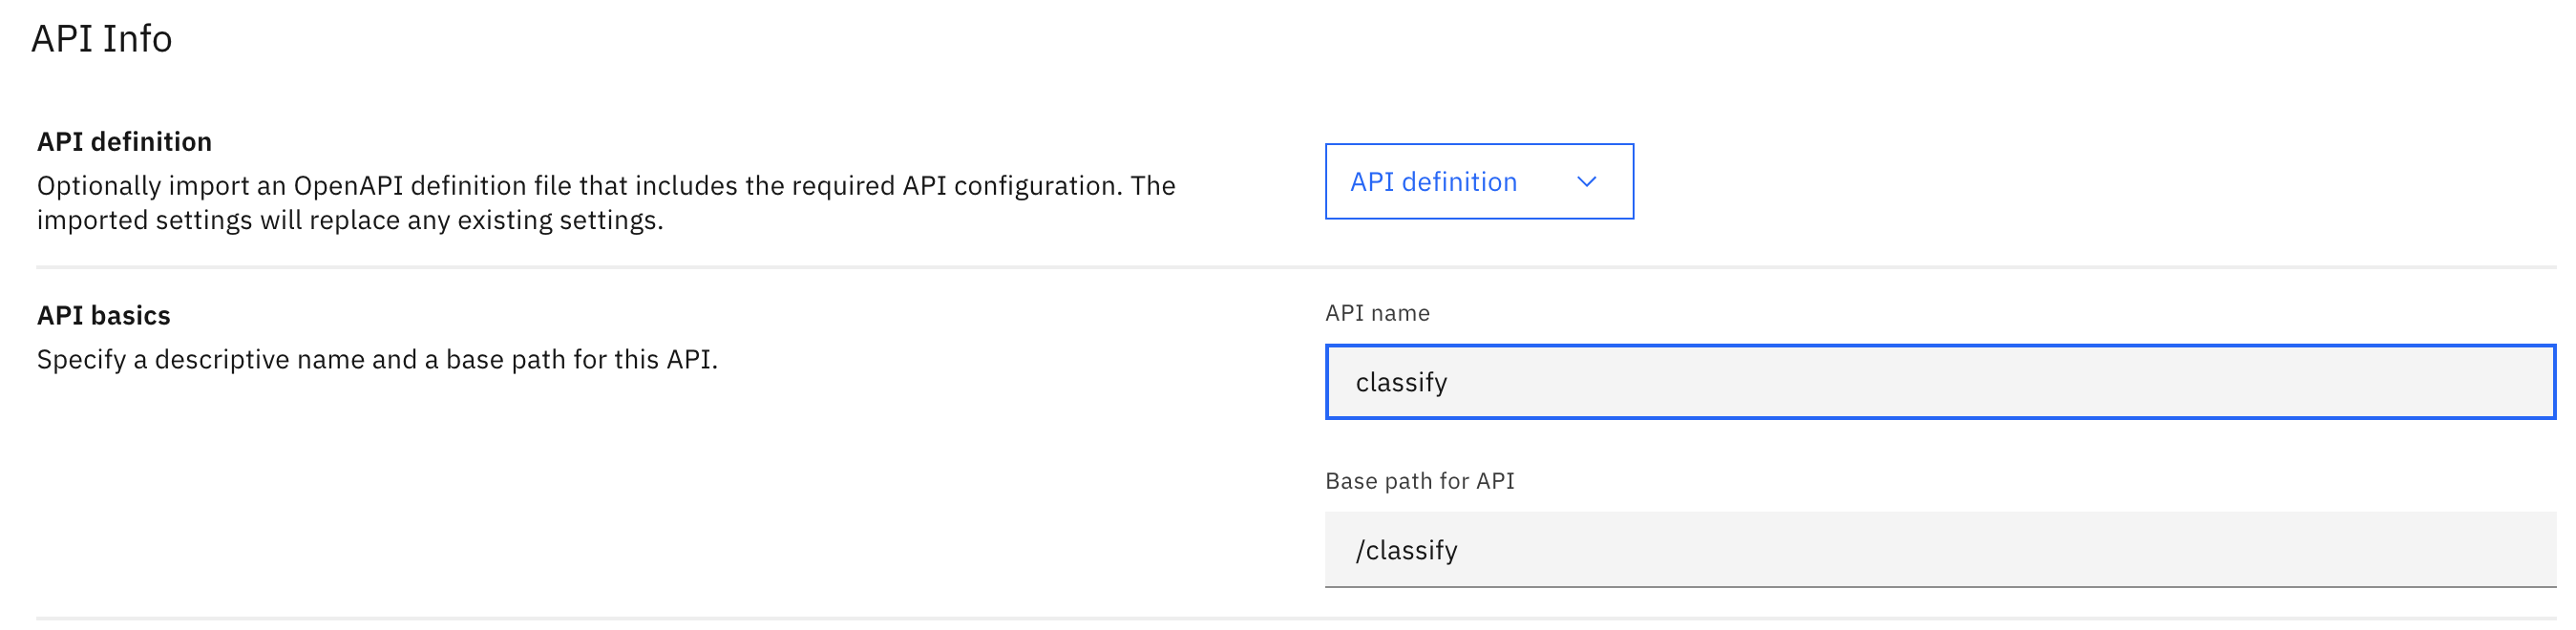 API Info
API definition
Optionally import an OpenAPI definition file that includes the required API configuration. The
imported settings will replace any existing settings.
API definition
API basics
Specify a descriptive name and a base path for this API.
API name
classify
Base path for API
/classify